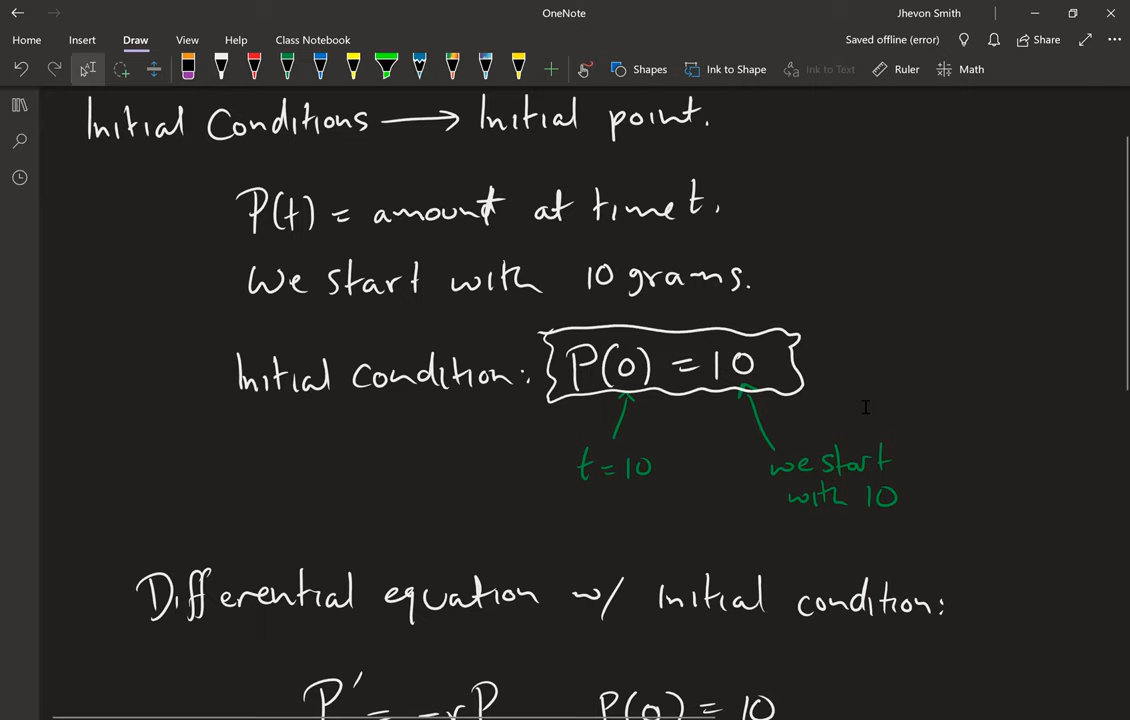 OneNote
Jhevon Smith
Home Insert Draw View Help Class Notebook
Saved offline (error) Share
Shapes Ink to Shape Ink to Text Ruler Math
Initial Conditions → Initial point.
P(t) = amount at time t.
We start with 10 grams.
Initial condition: P(0) = 10
t = 10
we start
with 10
Differential equation w/ initial condition:
P' = -rP P(0) = 10